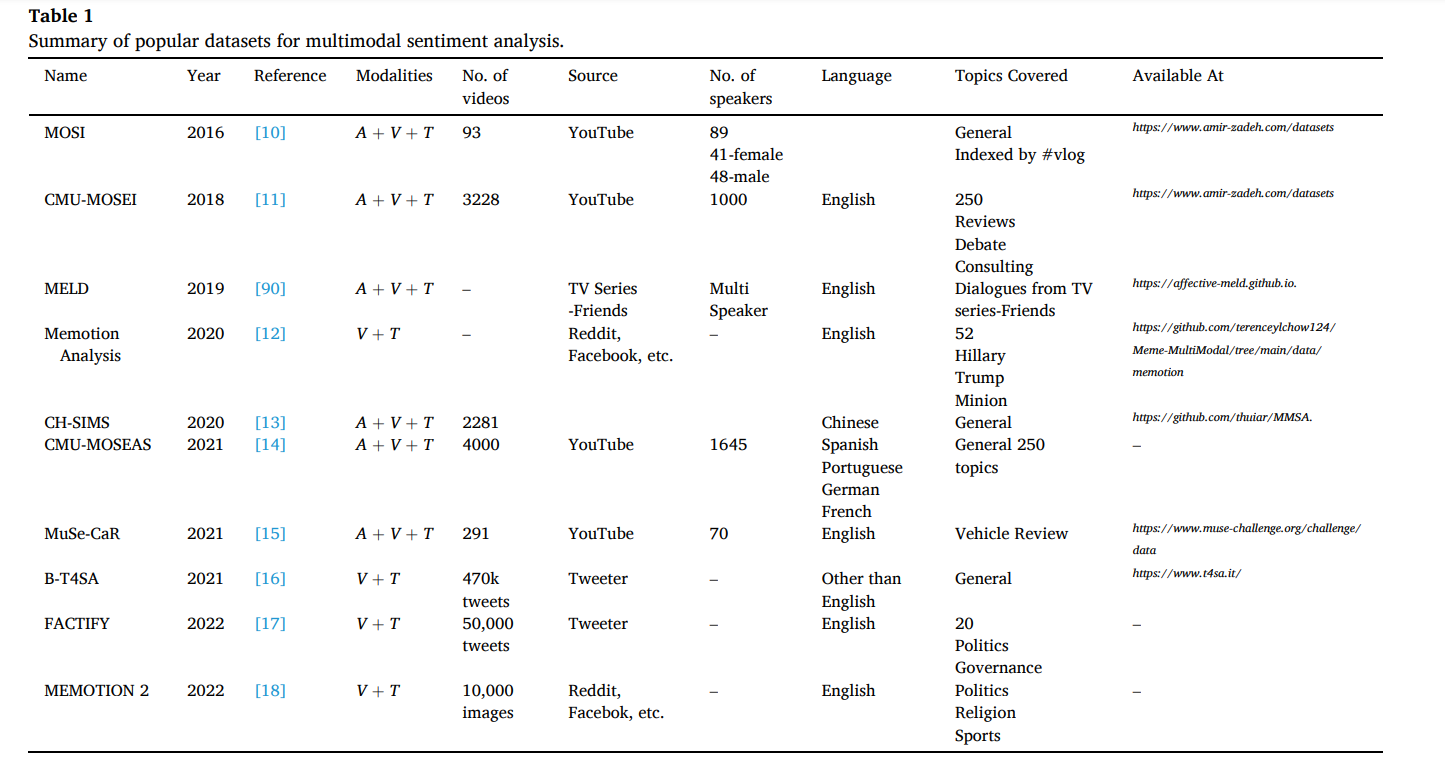 Table 1
Summary of popular datasets for multimodal sentiment analysis.
Name Year Reference Modalities No. of Source No. of Language Topics Covered Available At
videos speakers
MOSI 2016 [10] A + V + T 93 YouTube 89 General https://www.amir-zadeh.com/datasets
41-female Indexed by #vlog
48-male
CMU-MOSEI 2018 [11] A + V + T 3228 YouTube 1000 English 250 https://www.amir-zadeh.com/datasets
Reviews
Debate
Consulting
MELD 2019 [90] A + V + T – TV Series Multi English Dialogues from TV https://affective-meld.github.io.
-Friends Speaker series-Friends
Memotion 2020 [12] V + T – Reddit, – English 52 https://github.com/terenceylchow124/
Analysis Facebook, etc. Hillary Meme-MultiModal/tree/main/data/
Trump memotion
Minion
CH-SIMS 2020 [13] A + V + T 2281 Chinese General https://github.com/thuiar/MMSA.
CMU-MOSEAS 2021 [14] A + V + T 4000 YouTube 1645 Spanish General 250 –
Portuguese topics
German
French
MuSe-CaR 2021 [15] A + V + T 291 YouTube 70 English Vehicle Review https://www.muse-challenge.org/challenge/
data
B-T4SA 2021 [16] V + T 470k Tweeter – Other than General https://www.t4sa.it/
tweets English
FACTIFY 2022 [17] V + T 50,000 Tweeter – English 20 –
tweets Politics
Governance
MEMOTION 2 2022 [18] V + T 10,000 Reddit, – English Politics –
images Facebok, etc. Religion
Sports